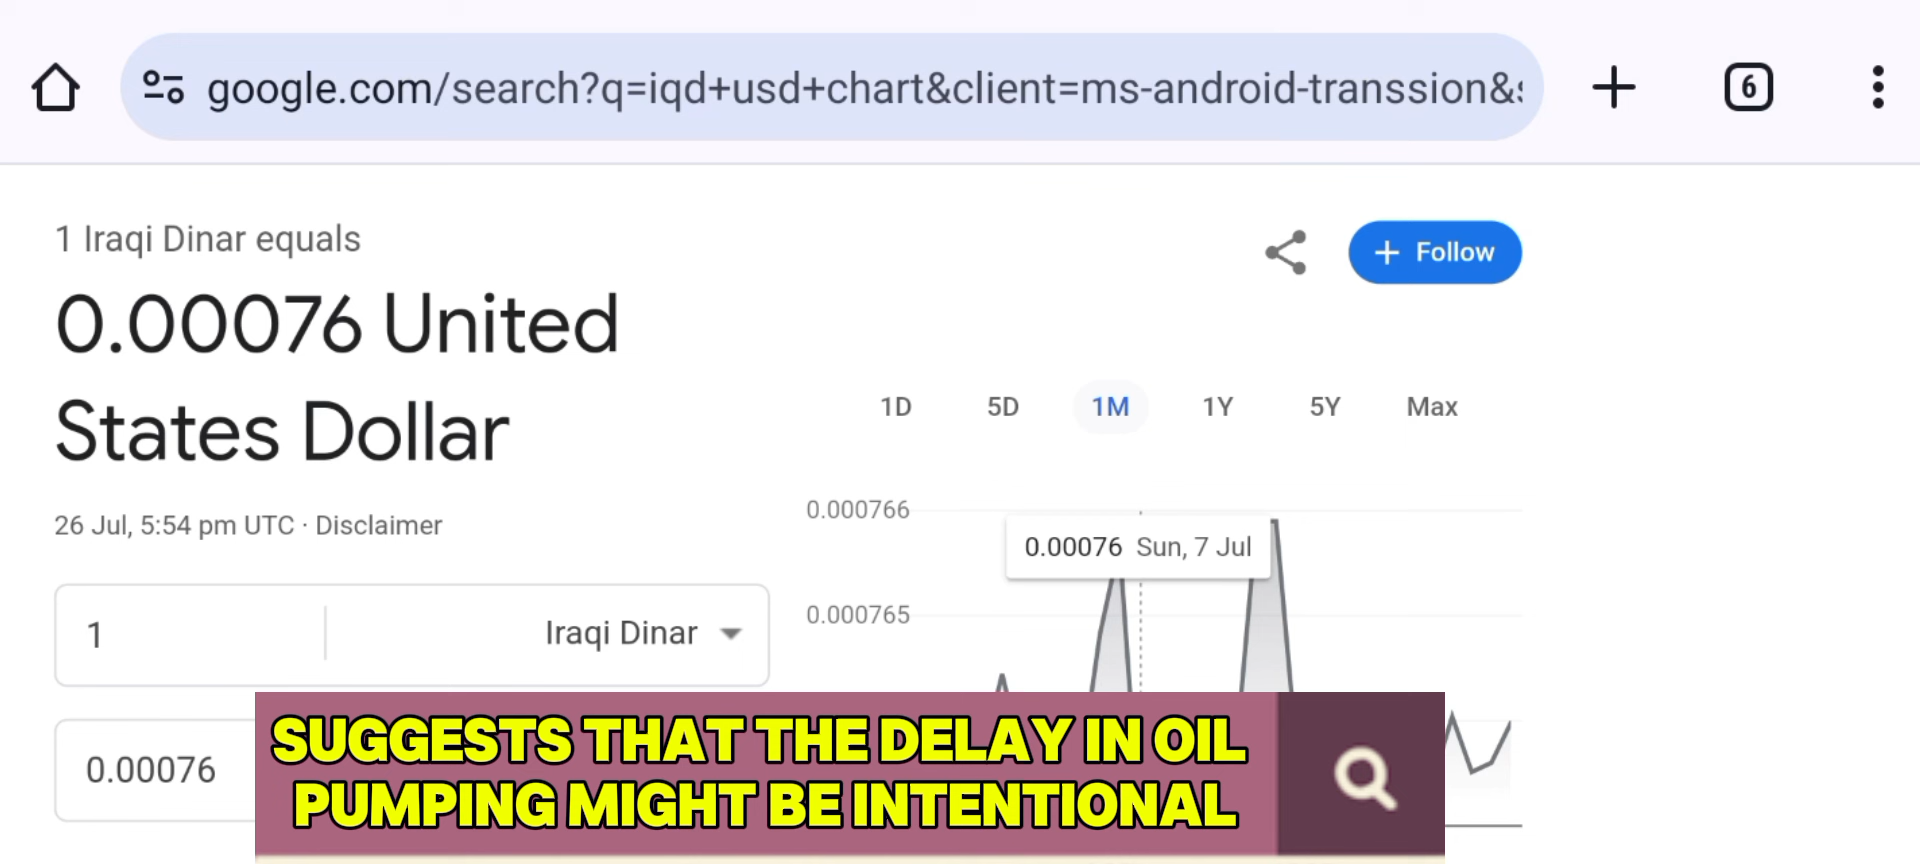 google.com/search?q=iqd+usd+chart&client=ms-android-transsion&
6
1 Iraqi Dinar equals
Follow
0.00076 United
States Dollar
1D 5D 1M 1Y 5Y Max
26 Jul, 5:54 pm UTC · Disclaimer
0.000766
0.00076 Sun, 7 Jul
0.000765
1 Iraqi Dinar
0.00076
SUGGESTS THAT THE DELAY IN OIL
PUMPING MIGHT BE INTENTIONAL